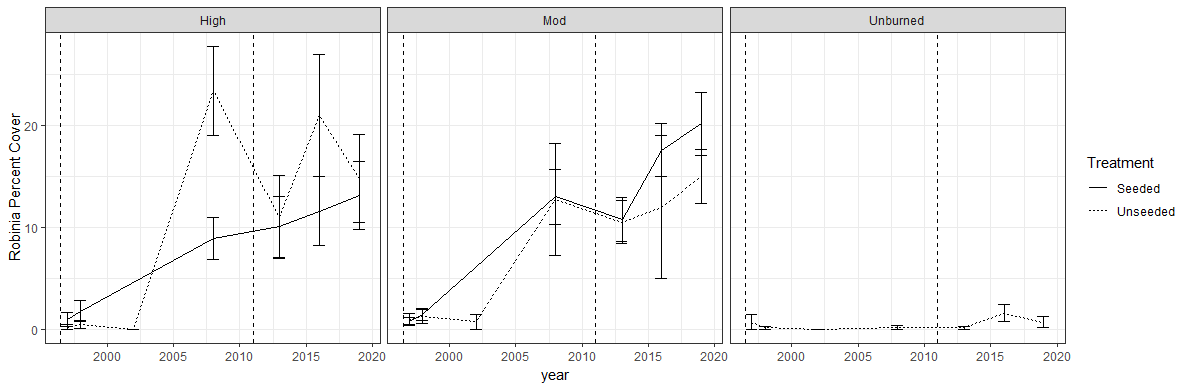 High Mod Unburned
Robinia Percent Cover
20
10
0
2000 2005 2010 2015 2020 2000 2005 2010 2015 2020 2000 2005 2010 2015 2020
year
Treatment
Seeded
Unseeded